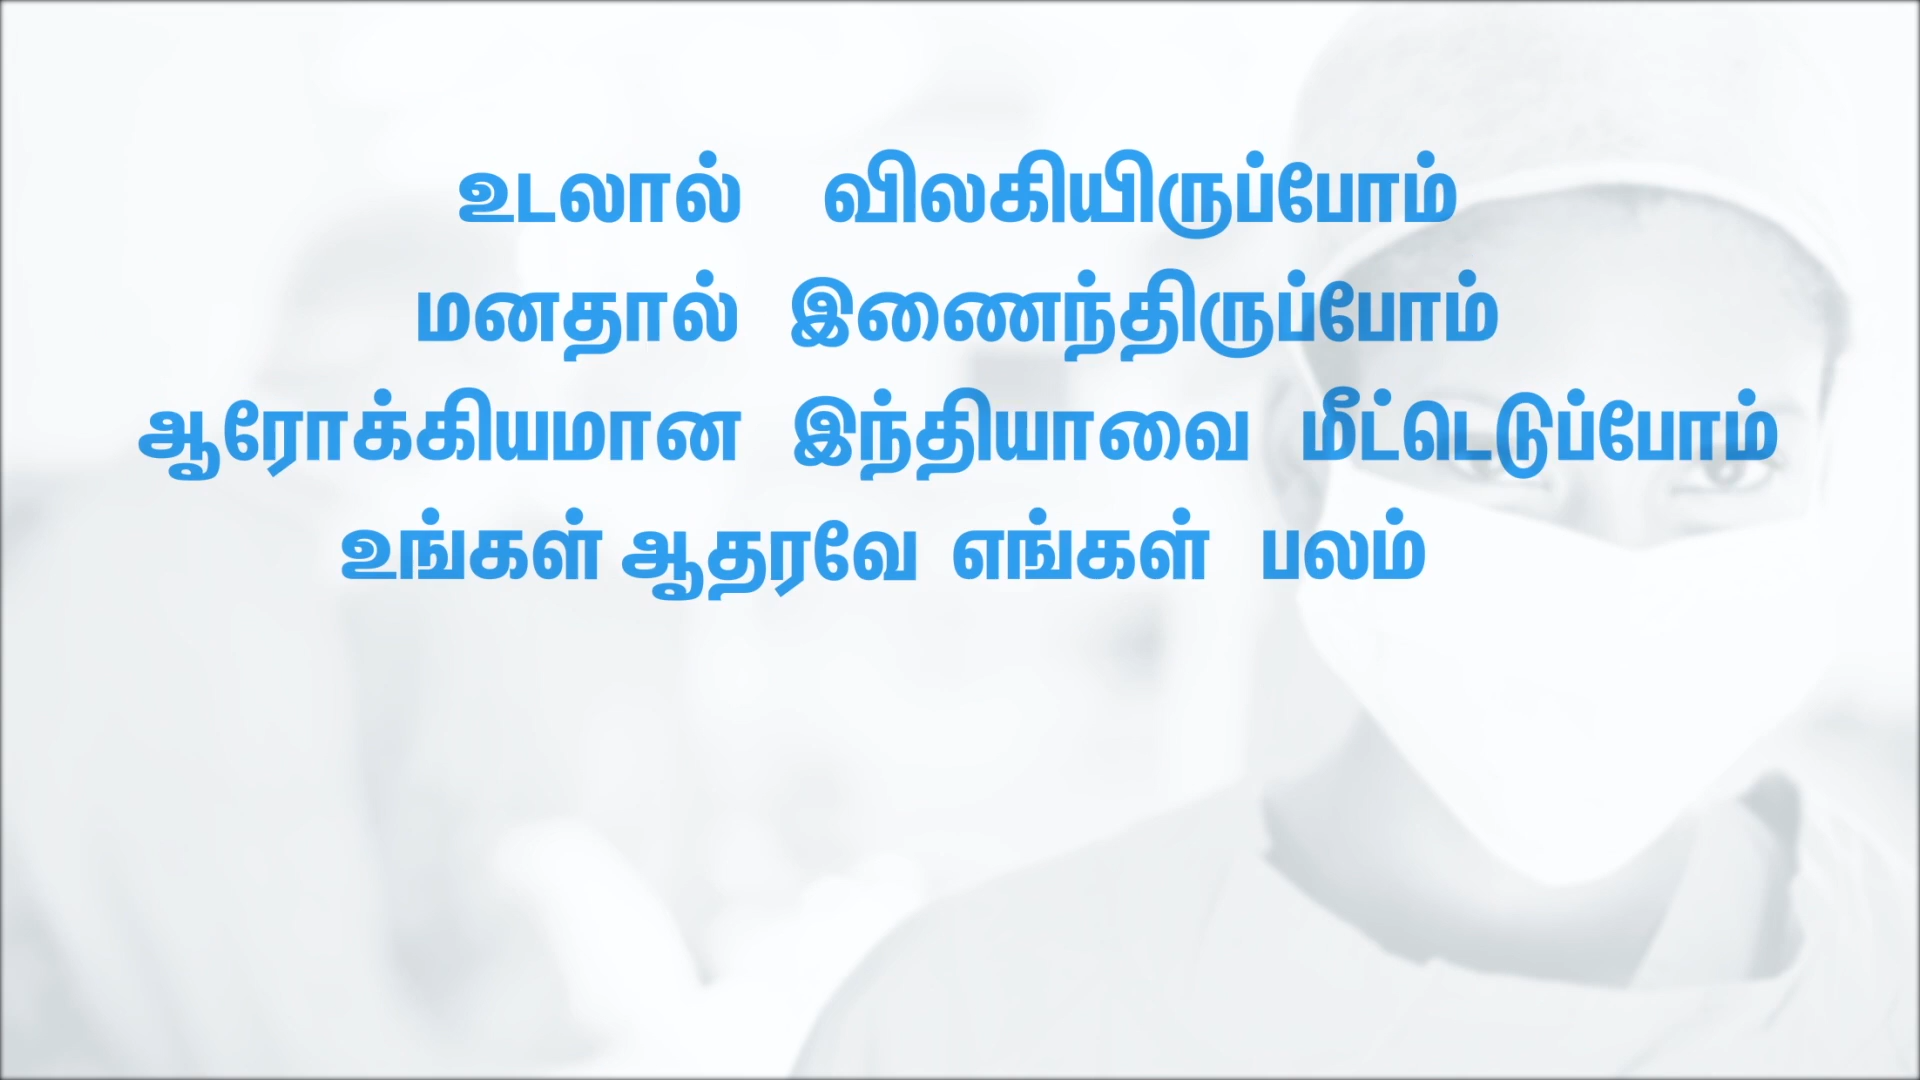 உடலால் விலகியிருப்போம்
மனதால் இணைந்திருப்போம்
ஆரோக்கியமான இந்தியாவை மீட்டெடுப்போம்
உங்கள் ஆதரவே எங்கள் பலம்